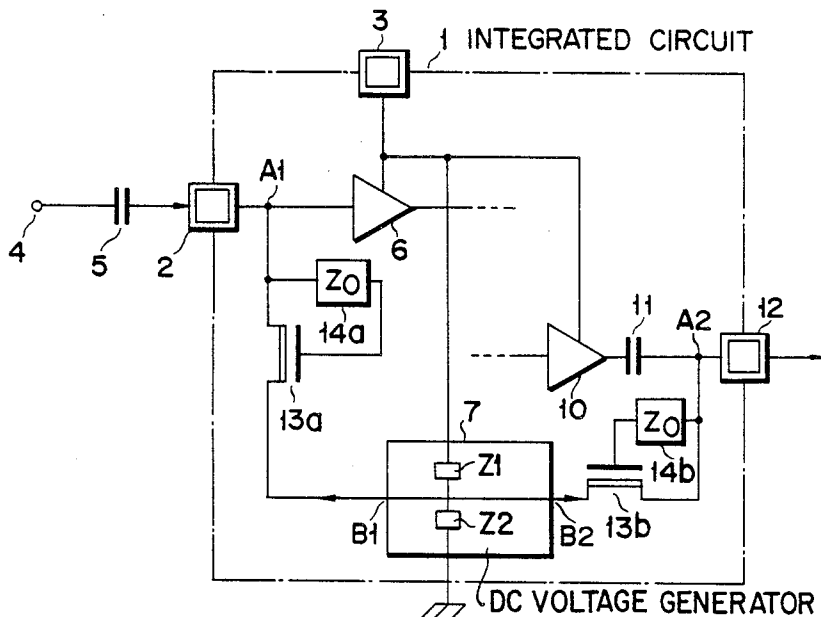 3
1 INTEGRATED CIRCUIT
A1
4
5
2
6
Z0
14a
13a
11
A2
12
10
7
Z0
14b
Z1
Z2
B1
B2
13b
DC VOLTAGE GENERATOR